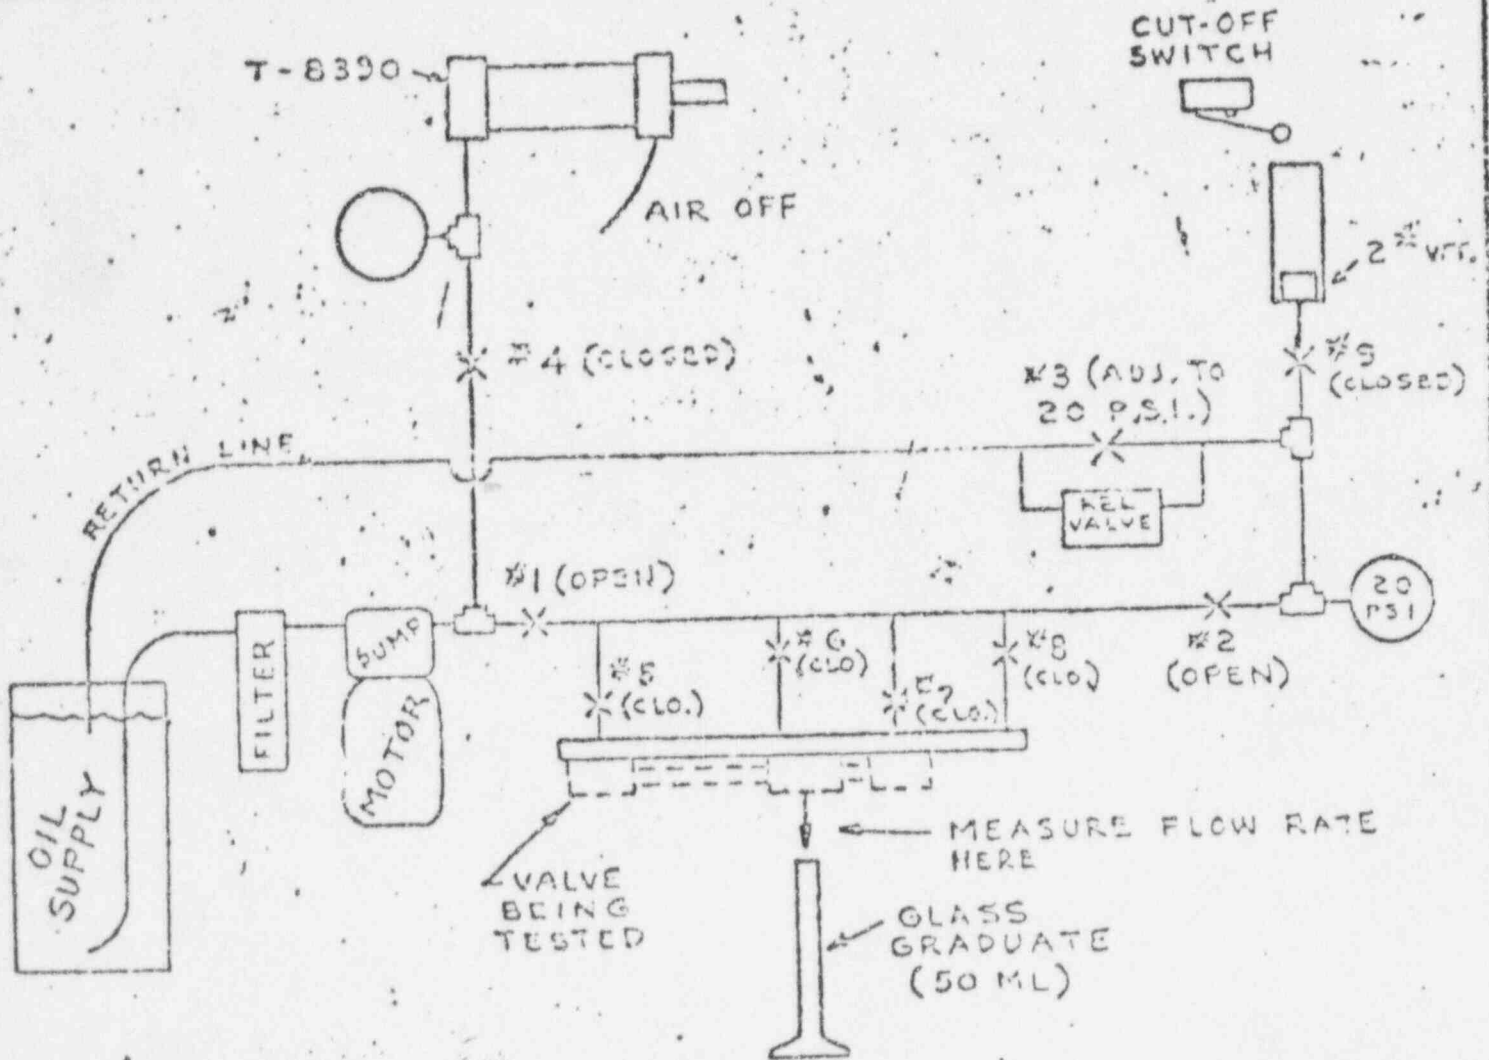 CUT-OFF
SWITCH
T-8390
AIR OFF
2# WT.
#4 (CLOSED)
#3 (ADJ. TO
20 P.S.I.)
#9
(CLOSED)
RETURN LINE
REL
VALVE
#1 (OPEN)
20
PSI
#2
(OPEN)
FILTER
PUMP
MOTOR
#5
(CLO.)
#6
(CLO)
#7
(CLO.)
#8
(CLO.)
OIL
SUPPLY
MEASURE FLOW RATE
HERE
VALVE
BEING
TESTED
GLASS
GRADUATE
(50 ML)